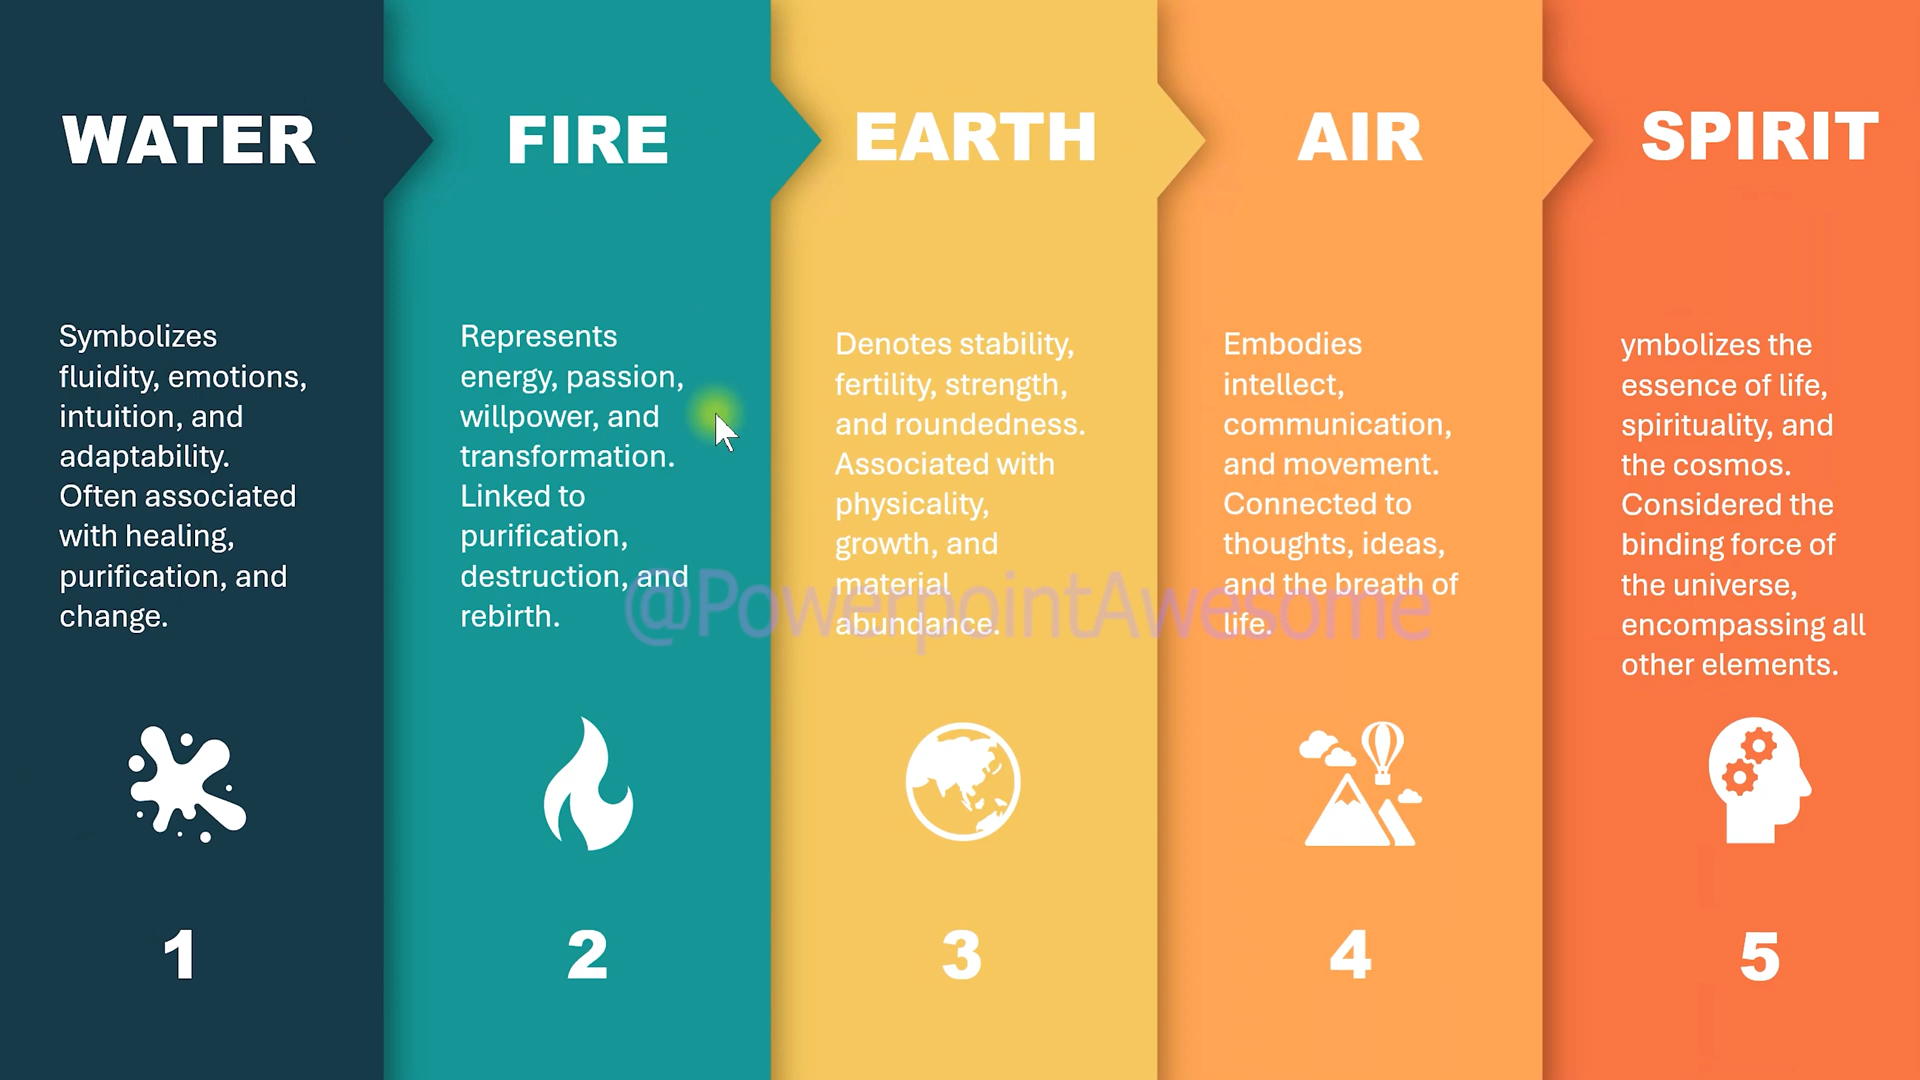 WATER
Symbolizes
fluidity, emotions,
intuition, and
adaptability.
Often associated
with healing,
purification, and
change.
1
FIRE
Represents
energy, passion,
willpower, and
transformation.
Linked to
purification,
destruction, and
rebirth.
2
EARTH
Denotes stability,
fertility, strength,
and roundedness.
Associated with
physicality,
growth, and
material
abundance.
3
AIR
Embodies
intellect,
communication,
and movement.
Connected to
thoughts, ideas,
and the breath of
life.
4
SPIRIT
ymbolizes the
essence of life,
spirituality, and
the cosmos.
Considered the
binding force of
the universe,
encompassing all
other elements.
5
@PowerpointAwesome